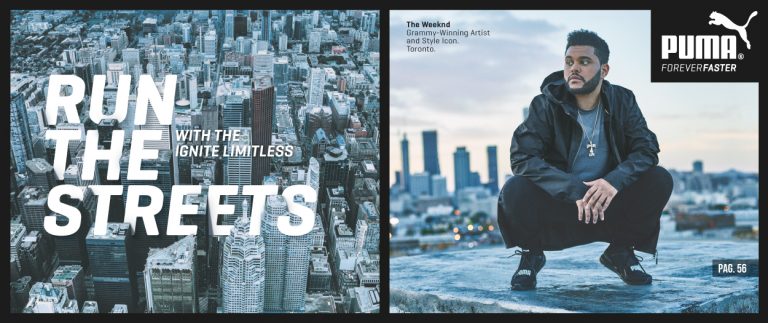 RUN
THE
STREETS
WITH THE
IGNITE LIMITLESS
The Weeknd
Grammy-Winning Artist
and Style Icon.
Toronto.
PUMA®
FOREVERFASTER
PAG. 56